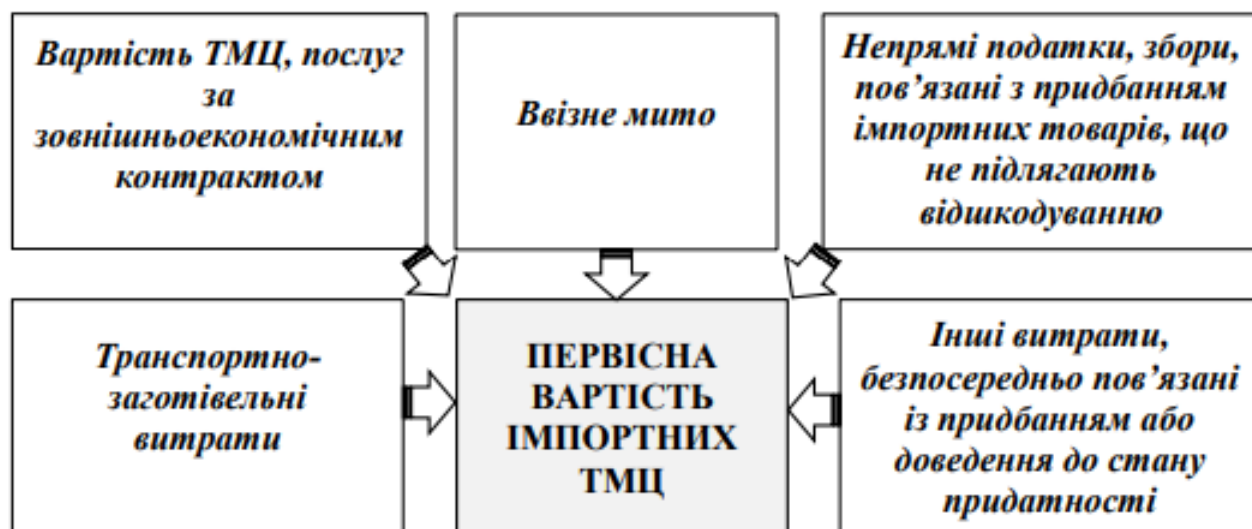 Вартість ТМЦ, послуг
за
зовнішньоекономічним
контрактом
Ввізне мито
Непрямі податки, збори,
пов’язані з придбанням
імпортних товарів, що
не підлягають
відшкодуванню
Транспортно-
заготівельні
витрати
ПЕРВІСНА
ВАРТІСТЬ
ІМПОРТНИХ
ТМЦ
Інші витрати,
безпосередньо пов’язані
із придбанням або
доведення до стану
придатності